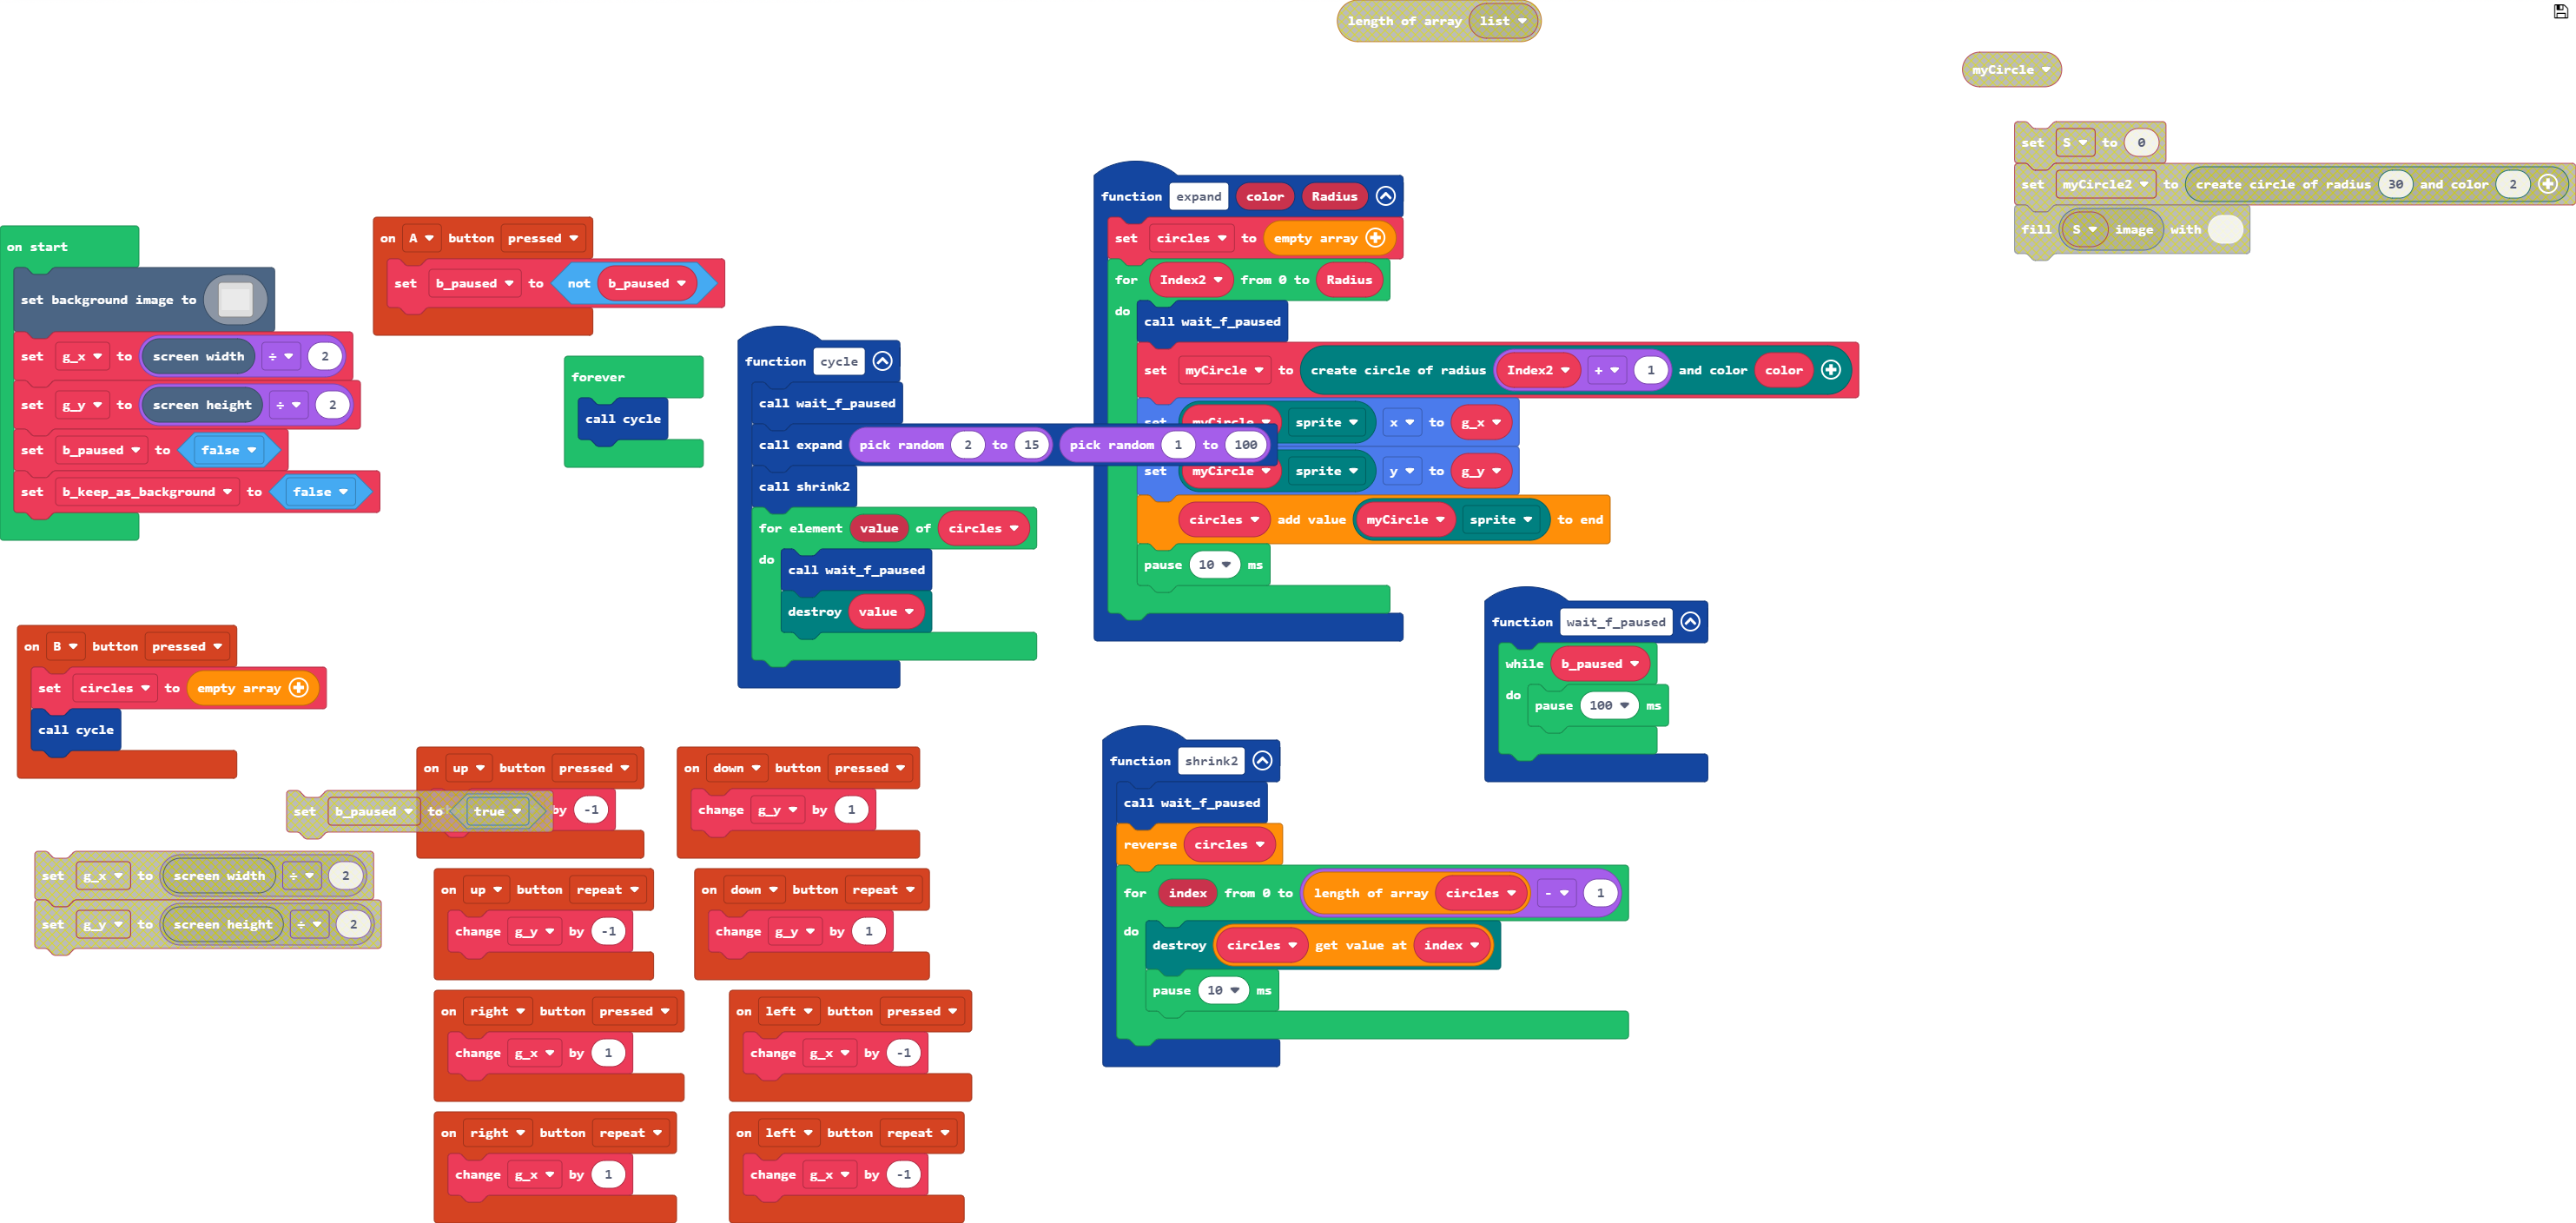 length of array list
myCircle
set S to 0
set myCircle2 to create circle of radius 30 and color 2
fill S image with
on start
set background image to
set g_x to screen width ÷ 2
set g_y to screen height ÷ 2
set b_paused to false
set b_keep_as_background to false
on A button pressed
set b_paused to not b_paused
forever
call cycle
function cycle
call wait_f_paused
call expand pick random 2 to 15 pick random 1 to 100
call shrink2
for element value of circles
do
call wait_f_paused
destroy value
function expand color Radius
set circles to empty array
for Index2 from 0 to Radius
do
call wait_f_paused
set myCircle to create circle of radius Index2 + 1 and color color
set myCircle sprite x to g_x
set myCircle sprite y to g_y
circles add value myCircle sprite to end
pause 10 ms
function wait_f_paused
while b_paused
do
pause 100 ms
on B button pressed
set circles to empty array
call cycle
set b_paused to true
set g_x to screen width ÷ 2
set g_y to screen height ÷ 2
on up button pressed
by -1
on down button pressed
change g_y by 1
on up button repeat
change g_y by -1
on down button repeat
change g_y by 1
on right button pressed
change g_x by 1
on left button pressed
change g_x by -1
on right button repeat
change g_x by 1
on left button repeat
change g_x by -1
function shrink2
call wait_f_paused
reverse circles
for index from 0 to length of array circles - 1
do
destroy circles get value at index
pause 10 ms